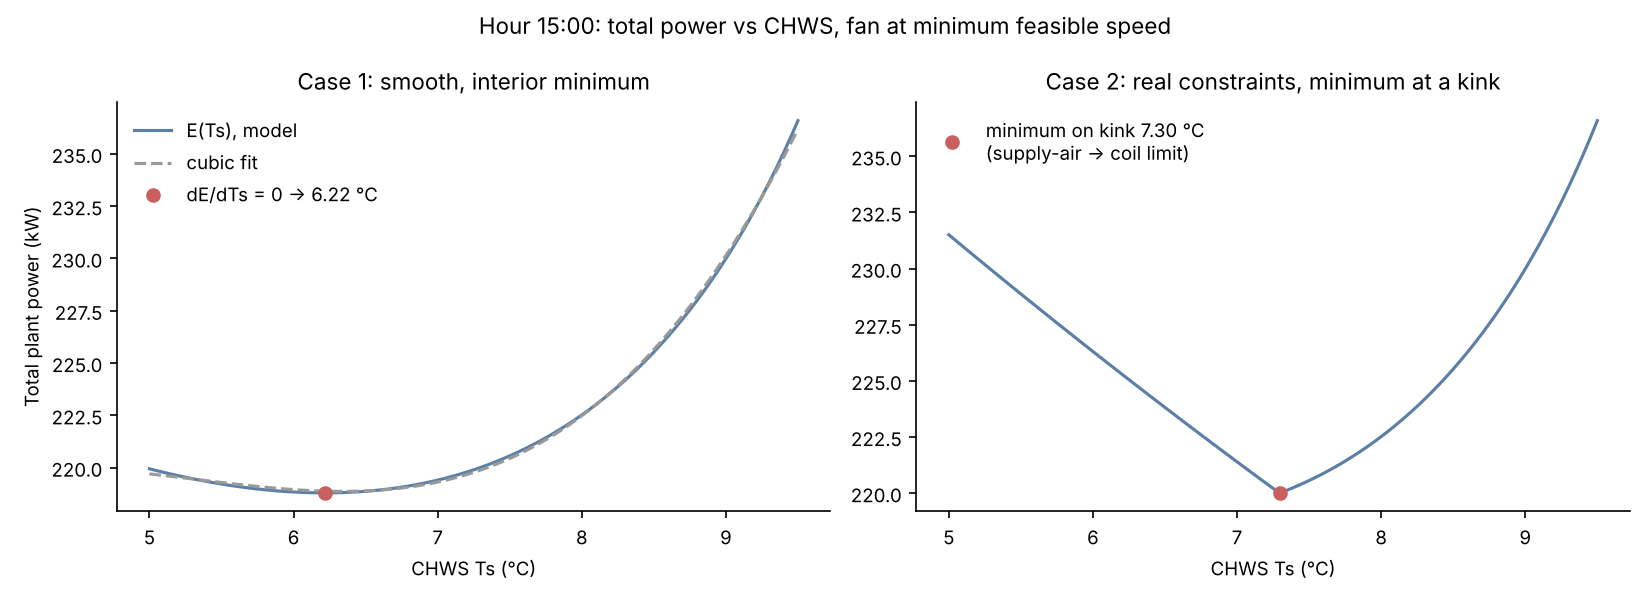 Hour 15:00: total power vs CHWS, fan at minimum feasible speed
Case 1: smooth, interior minimum
E(Ts), model
cubic fit
dE/dTs = 0 → 6.22 °C
Total plant power (kW)
235.0
232.5
230.0
227.5
225.0
222.5
220.0
5 6 7 8 9
CHWS Ts (°C)
Case 2: real constraints, minimum at a kink
minimum on kink 7.30 °C
(supply-air → coil limit)
235.0
232.5
230.0
227.5
225.0
222.5
220.0
5 6 7 8 9
CHWS Ts (°C)